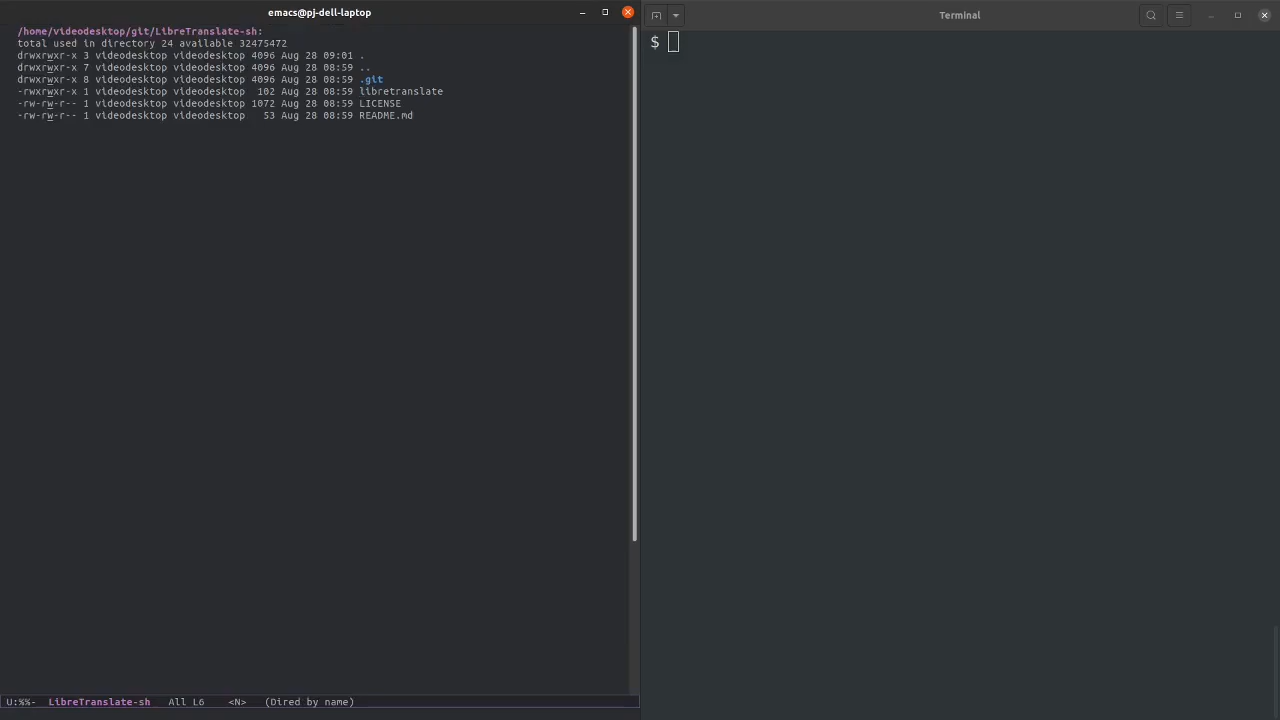 emacs@pj-dell-laptop
/home/videodesktop/git/LibreTranslate-sh:
total used in directory 24 available 32475472
drwxrwxr-x 3 videodesktop videodesktop 4096 Aug 28 09:01 .
drwxrwxr-x 7 videodesktop videodesktop 4096 Aug 28 08:59 ..
drwxrwxr-x 8 videodesktop videodesktop 4096 Aug 28 08:59 .git
-rwxrwxr-x 1 videodesktop videodesktop 102 Aug 28 08:59 libretranslate
-rw-rw-r-- 1 videodesktop videodesktop 1072 Aug 28 08:59 LICENSE
-rw-rw-r-- 1 videodesktop videodesktop 53 Aug 28 08:59 README.md
U:%%- LibreTranslate-sh All L6 <N> (Dired by name)
Terminal
$